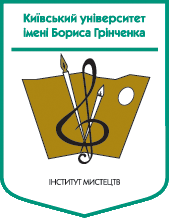 Київський університет
імені Бориса Грінченка
ІНСТИТУТ МИСТЕЦТВ